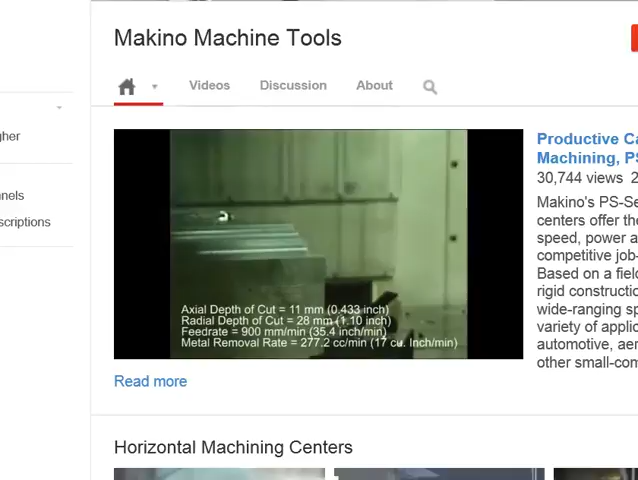 Makino Machine Tools
Videos Discussion About
gher
nels
scriptions
Productive Ca
Machining, PS
30,744 views 2
Makino's PS-Se
centers offer the
speed, power a
competitive job-
Based on a field
rigid constructio
wide-ranging sp
variety of applic
automotive, aer
other small-com
Axial Depth of Cut = 11 mm (0.433 inch)
Radial Depth of Cut = 28 mm (1.10 inch)
Feedrate = 900 mm/min (35.4 inch/min)
Metal Removal Rate = 277.2 cc/min (17 cu. Inch/min)
Read more
Horizontal Machining Centers